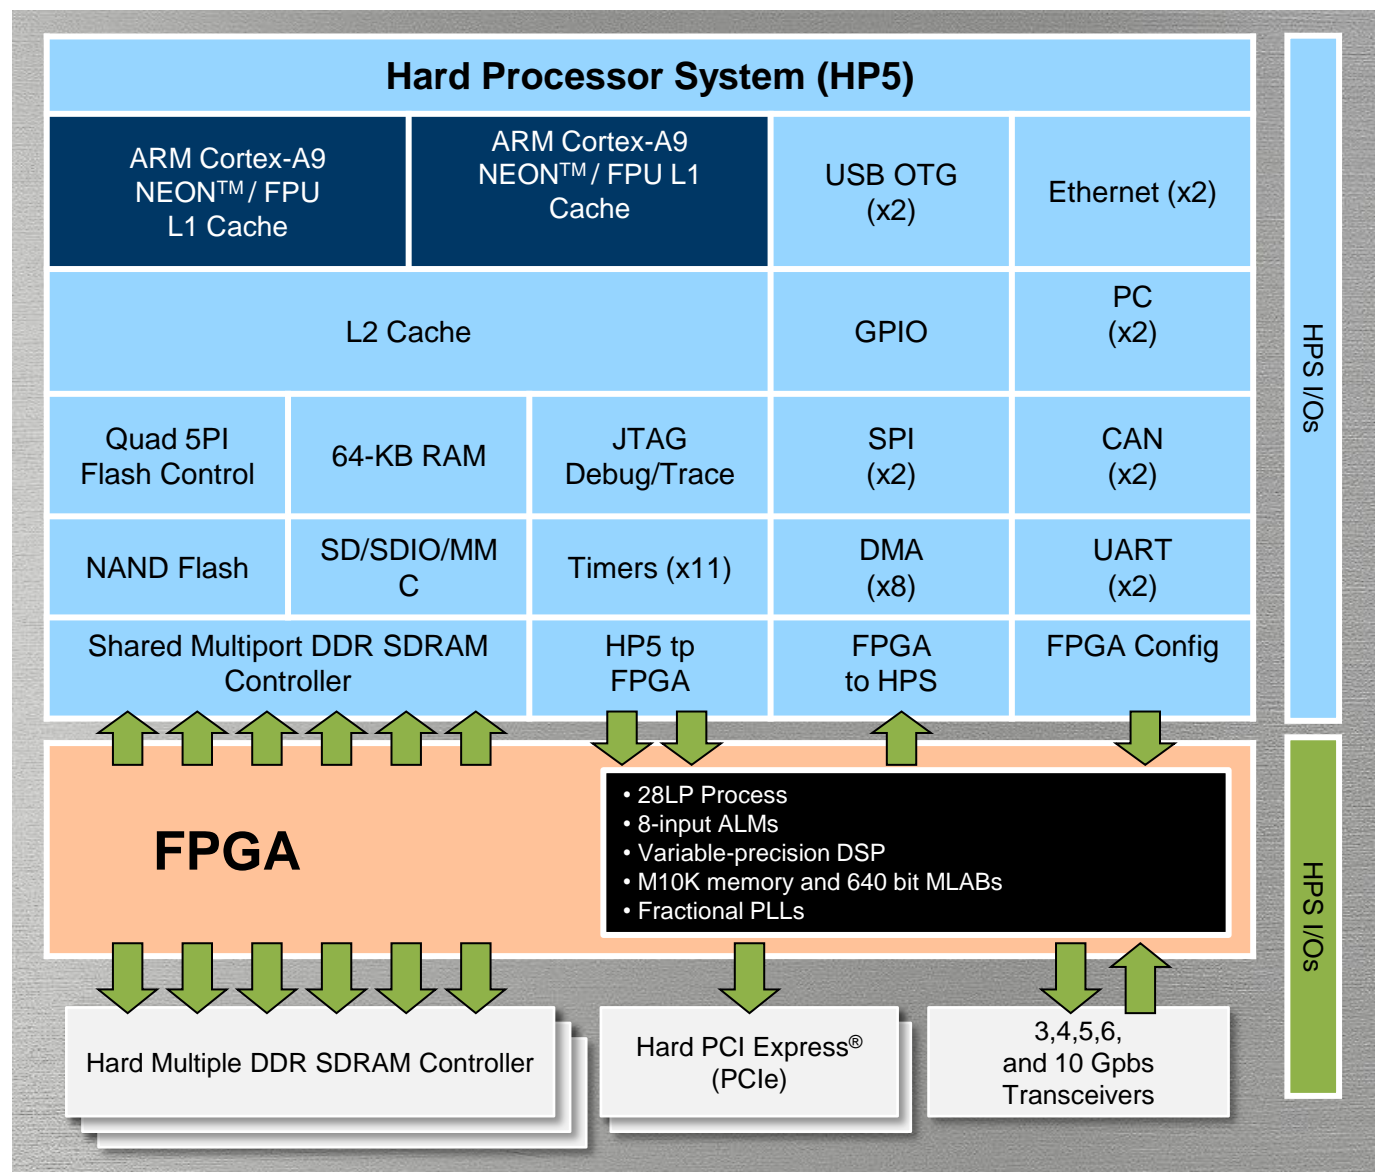 Hard Processor System (HP5)
ARM Cortex-A9
NEON™ / FPU
L1 Cache
ARM Cortex-A9
NEON™ / FPU L1
Cache
USB OTG
(x2)
Ethernet (x2)
L2 Cache
GPIO
PC
(x2)
Quad 5PI
Flash Control
64-KB RAM
JTAG
Debug/Trace
SPI
(x2)
CAN
(x2)
NAND Flash
SD/SDIO/MM
C
Timers (x11)
DMA
(x8)
UART
(x2)
Shared Multiport DDR SDRAM
Controller
HP5 tp
FPGA
FPGA
to HPS
FPGA Config
HPS I/Os
FPGA
• 28LP Process
• 8-input ALMs
• Variable-precision DSP
• M10K memory and 640 bit MLABs
• Fractional PLLs
HPS I/Os
Hard Multiple DDR SDRAM Controller
Hard PCI Express®
(PCIe)
3,4,5,6,
and 10 Gpbs
Transceivers